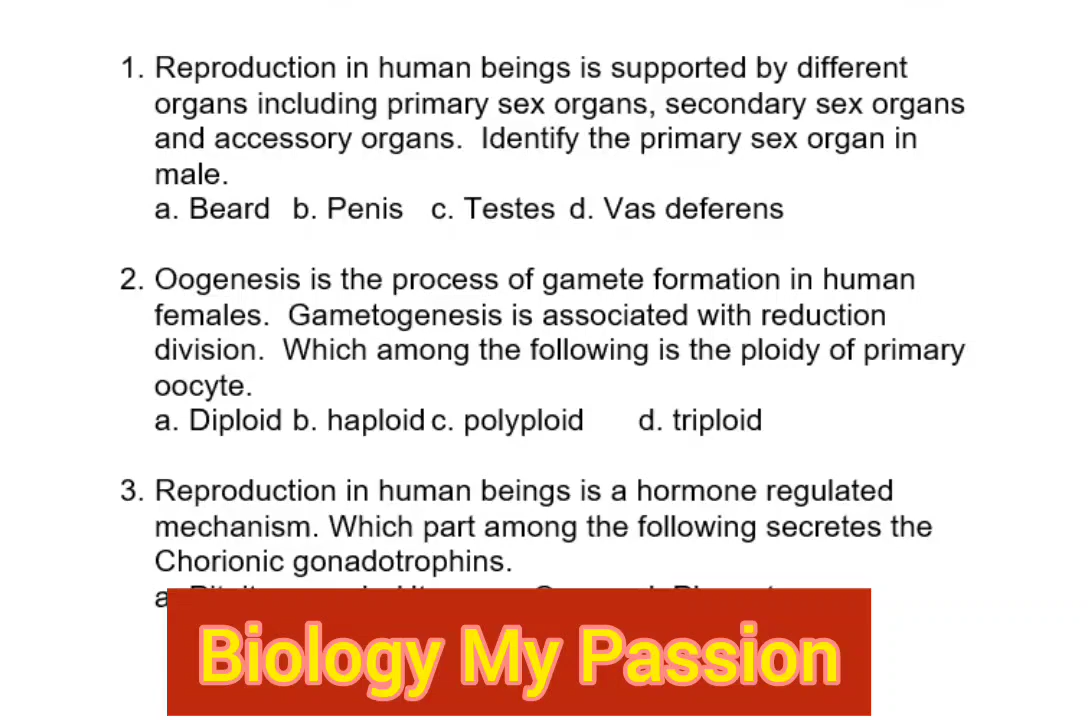 1. Reproduction in human beings is supported by different
organs including primary sex organs, secondary sex organs
and accessory organs.  Identify the primary sex organ in
male.
a. Beard b. Penis c. Testes d. Vas deferens
2. Oogenesis is the process of gamete formation in human
females.  Gametogenesis is associated with reduction
division.  Which among the following is the ploidy of primary
oocyte.
a. Diploid b. haploid c. polyploid d. triploid
3. Reproduction in human beings is a hormone regulated
mechanism. Which part among the following secretes the
Chorionic gonadotrophins.
Biology My Passion